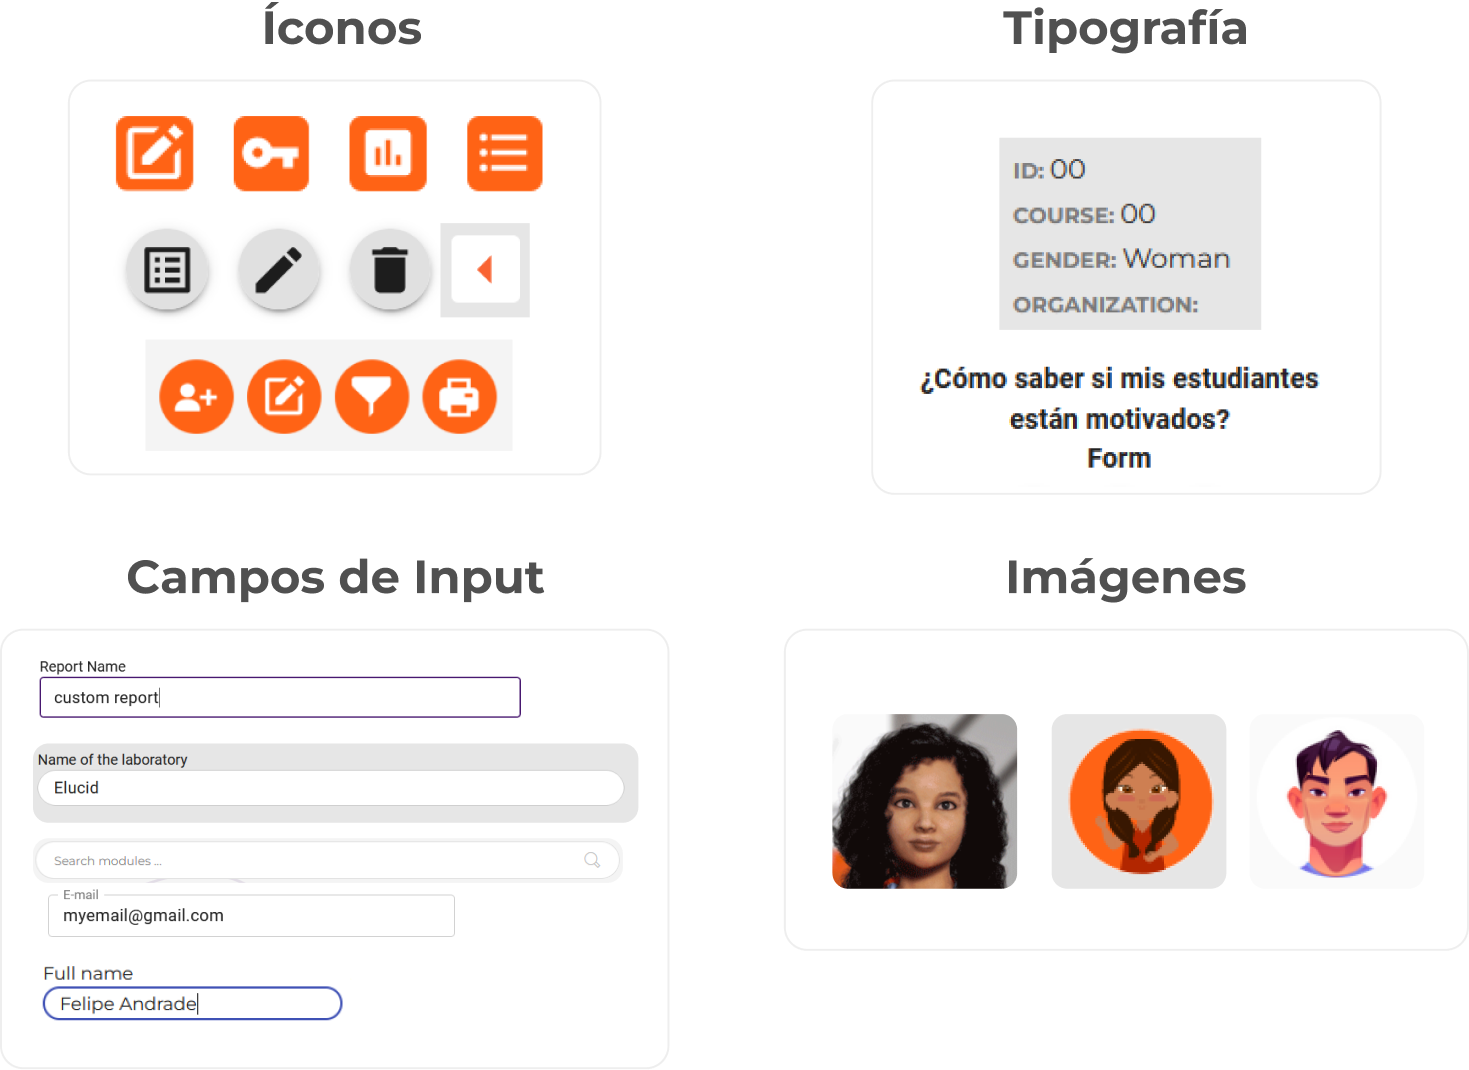 Íconos
Tipografía
ID: 00
COURSE: 00
GENDER: Woman
ORGANIZATION:
¿Cómo saber si mis estudiantes
están motivados?
Form
Campos de Input
Imágenes
Report Name
custom report
Name of the laboratory
Elucid
Search modules ...
E-mail
myemail@gmail.com
Full name
Felipe Andrade